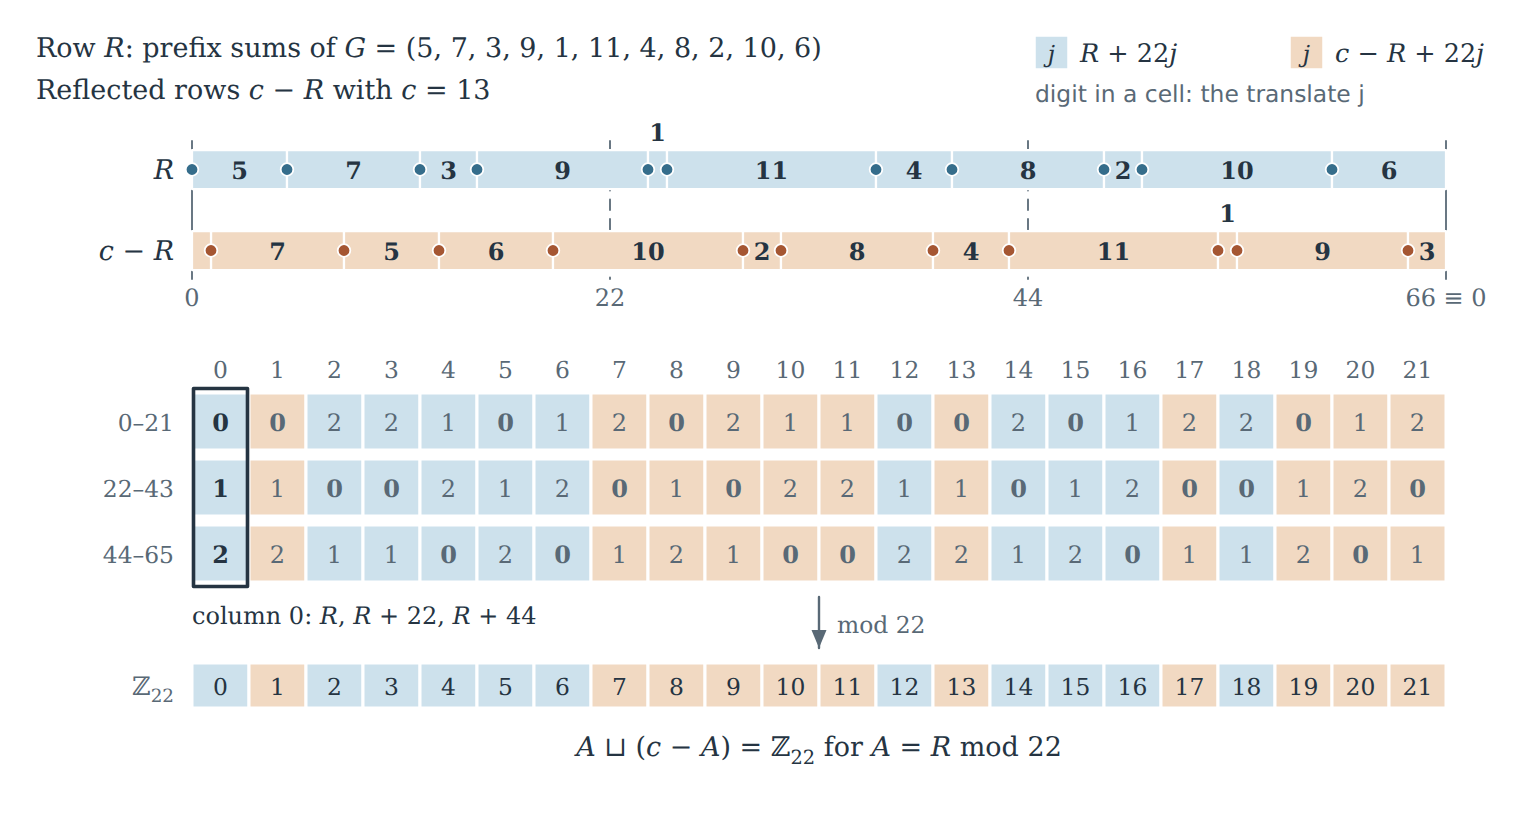 Row R: prefix sums of G = (5, 7, 3, 9, 1, 11, 4, 8, 2, 10, 6)
Reflected rows c − R with c = 13
j R + 22j j c − R + 22j
digit in a cell: the translate j
1
R 5 7 3 9 11 4 8 2 10 6
1
c − R 7 5 6 10 2 8 4 11 9 3
0 22 44 66 ≡ 0
0 1 2 3 4 5 6 7 8 9 10 11 12 13 14 15 16 17 18 19 20 21
0–21 0 0 2 2 1 0 1 2 0 2 1 1 0 0 2 0 1 2 2 0 1 2
22–43 1 1 0 0 2 1 2 0 1 0 2 2 1 1 0 1 2 0 0 1 2 0
44–65 2 2 1 1 0 2 0 1 2 1 0 0 2 2 1 2 0 1 1 2 0 1
column 0: R, R + 22, R + 44
mod 22
ℤ₂₂ 0 1 2 3 4 5 6 7 8 9 10 11 12 13 14 15 16 17 18 19 20 21
A ⊔ (c − A) = ℤ₂₂ for A = R mod 22